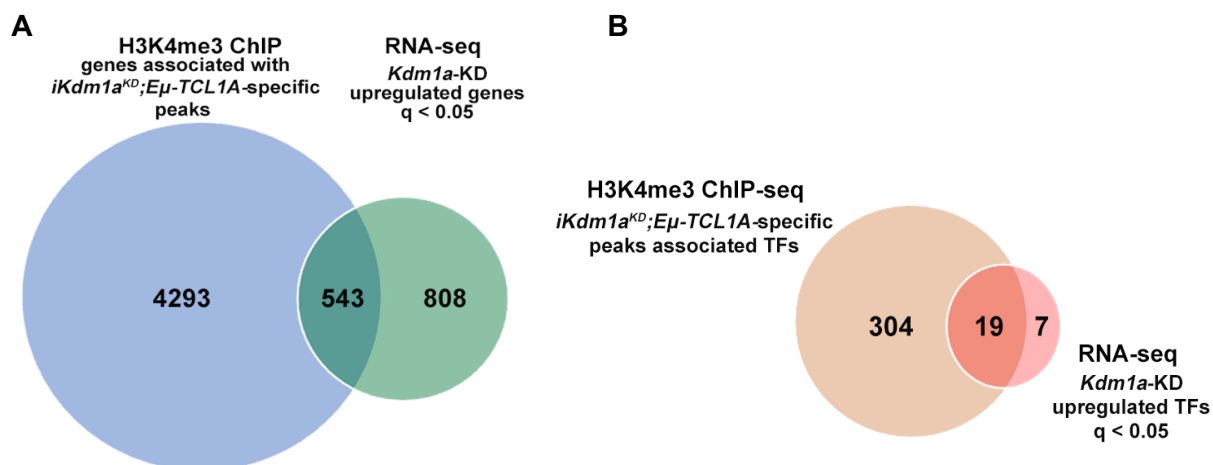 A
H3K4me3 ChIP
genes associated with
iKdm1aKD;Eµ-TCL1A-specific
peaks
RNA-seq
Kdm1a-KD
upregulated genes
q < 0.05
4293
543
808
B
H3K4me3 ChIP-seq
iKdm1aKD;Eµ-TCL1A-specific
peaks associated TFs
304
19
7
RNA-seq
Kdm1a-KD
upregulated TFs
q < 0.05